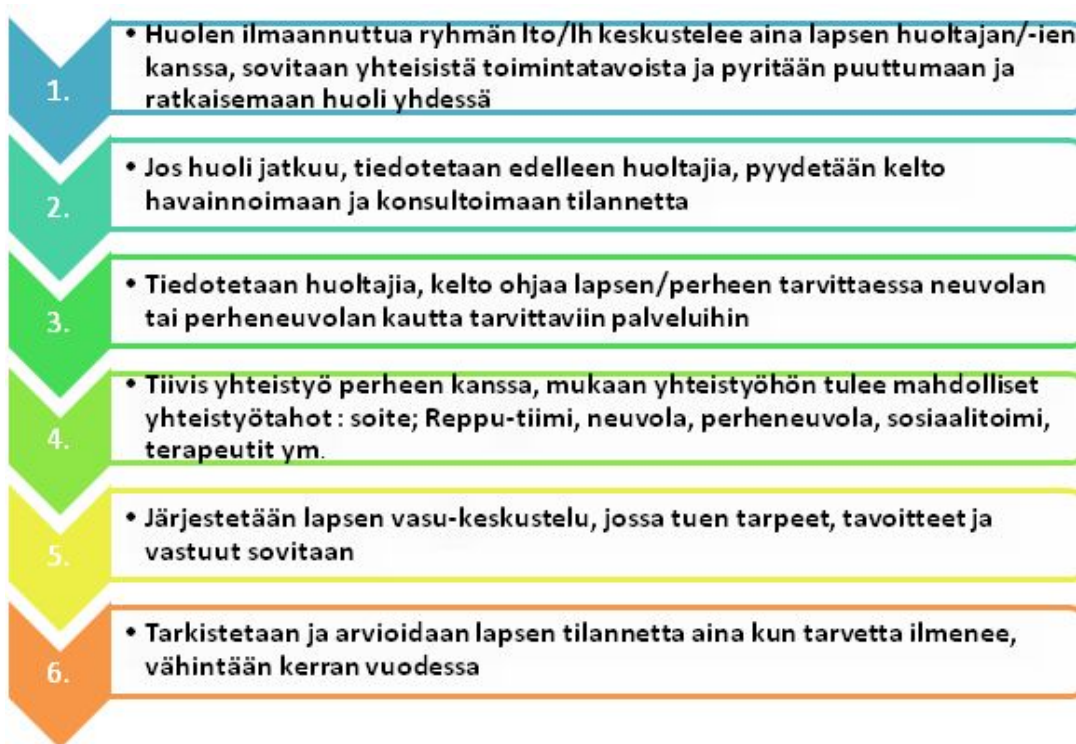 1.
• Huolen ilmaannuttua ryhmän lto/lh keskustelee aina lapsen huoltajan/-ien
kanssa, sovitaan yhteisistä toimintatavoista ja pyritään puuttumaan ja
ratkaisemaan huoli yhdessä
2.
• Jos huoli jatkuu, tiedotetaan edelleen huoltajia, pyydetään kelto
havainnoimaan ja konsultoimaan tilannetta
3.
• Tiedotetaan huoltajia, kelto ohjaa lapsen/perheen tarvittaessa neuvolan
tai perheneuvolan kautta tarvittaviin palveluihin
4.
• Tiivis yhteistyö perheen kanssa, mukaan yhteistyöhön tulee mahdolliset
yhteistyötahot : soite; Reppu-tiimi, neuvola, perheneuvola, sosiaalitoimi,
terapeutit ym.
5.
• Järjestetään lapsen vasu-keskustelu, jossa tuen tarpeet, tavoitteet ja
vastuut sovitaan
6.
• Tarkistetaan ja arvioidaan lapsen tilannetta aina kun tarvetta ilmenee,
vähintään kerran vuodessa